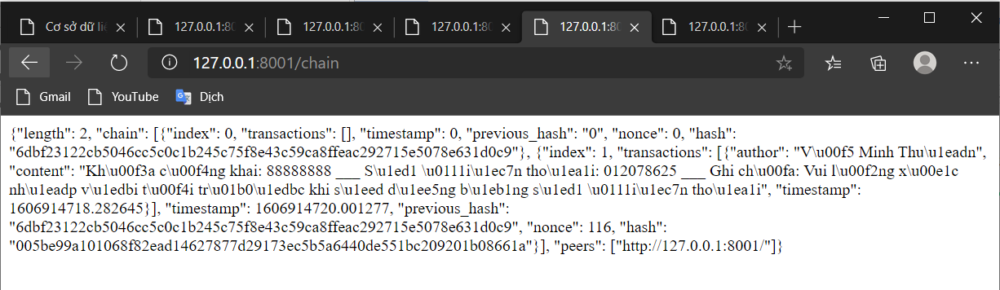 Cơ sở dữ liệ
127.0.0.1:80
127.0.0.1:80
127.0.0.1:80
127.0.0.1:80
127.0.0.1:80
127.0.0.1:8001/chain
Gmail
YouTube
Dịch
{"length": 2, "chain": [{"index": 0, "transactions": [], "timestamp": 0, "previous_hash": "0", "nonce": 0, "hash":
"6dbf23122cb5046cc5c0c1b245c75f8e43c59ca8ffeac292715e5078e631d0c9"}, {"index": 1, "transactions": [{"author": "V\u00f5 Minh Thu\u1eadn",
"content": "Kh\u00f3a c\u00f4ng khai: 88888888 ___ S\u1ed1 \u0111i\u1ec7n tho\u1ea1i: 012078625 ___ Ghi ch\u00fa: Vui l\u00f2ng x\u00e1c
nh\u1eadp v\u1edbi t\u00f4i tr\u01b0\u1edbc khi s\u1eed d\u1ee5ng b\u1eb1ng s\u1ed1 \u0111i\u1ec7n tho\u1ea1i", "timestamp":
1606914718.282645}], "timestamp": 1606914720.001277, "previous_hash":
"6dbf23122cb5046cc5c0c1b245c75f8e43c59ca8ffeac292715e5078e631d0c9", "nonce": 116, "hash":
"005be99a101068f82ead14627877d29173ec5b5a6440de551bc209201b08661a"}], "peers": ["http://127.0.0.1:8001/"]}